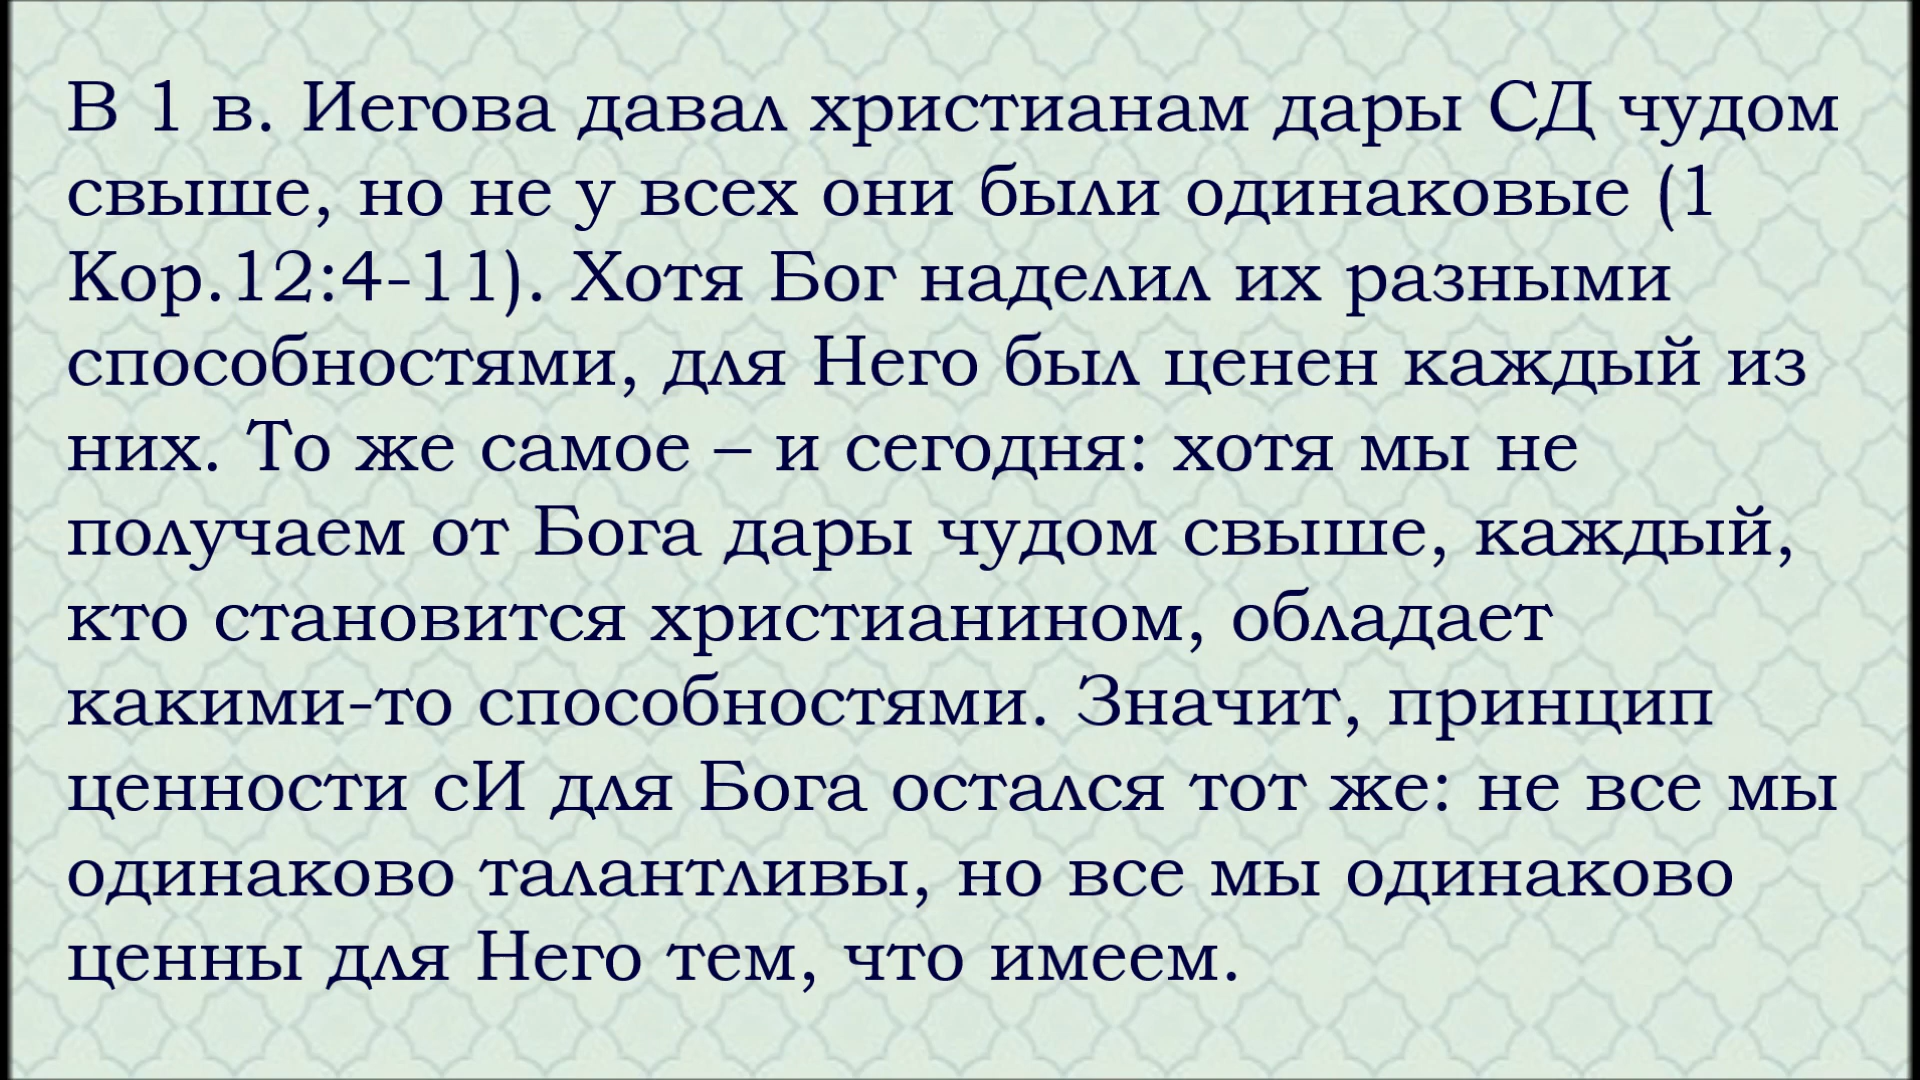 В 1 в. Иегова давал христианам дары СД чудом
свыше, но не у всех они были одинаковые (1
Кор.12:4-11). Хотя Бог наделил их разными
способностями, для Него был ценен каждый из
них. То же самое – и сегодня: хотя мы не
получаем от Бога дары чудом свыше, каждый,
кто становится христианином, обладает
какими-то способностями. Значит, принцип
ценности сИ для Бога остался тот же: не все мы
одинаково талантливы, но все мы одинаково
ценны для Него тем, что имеем.